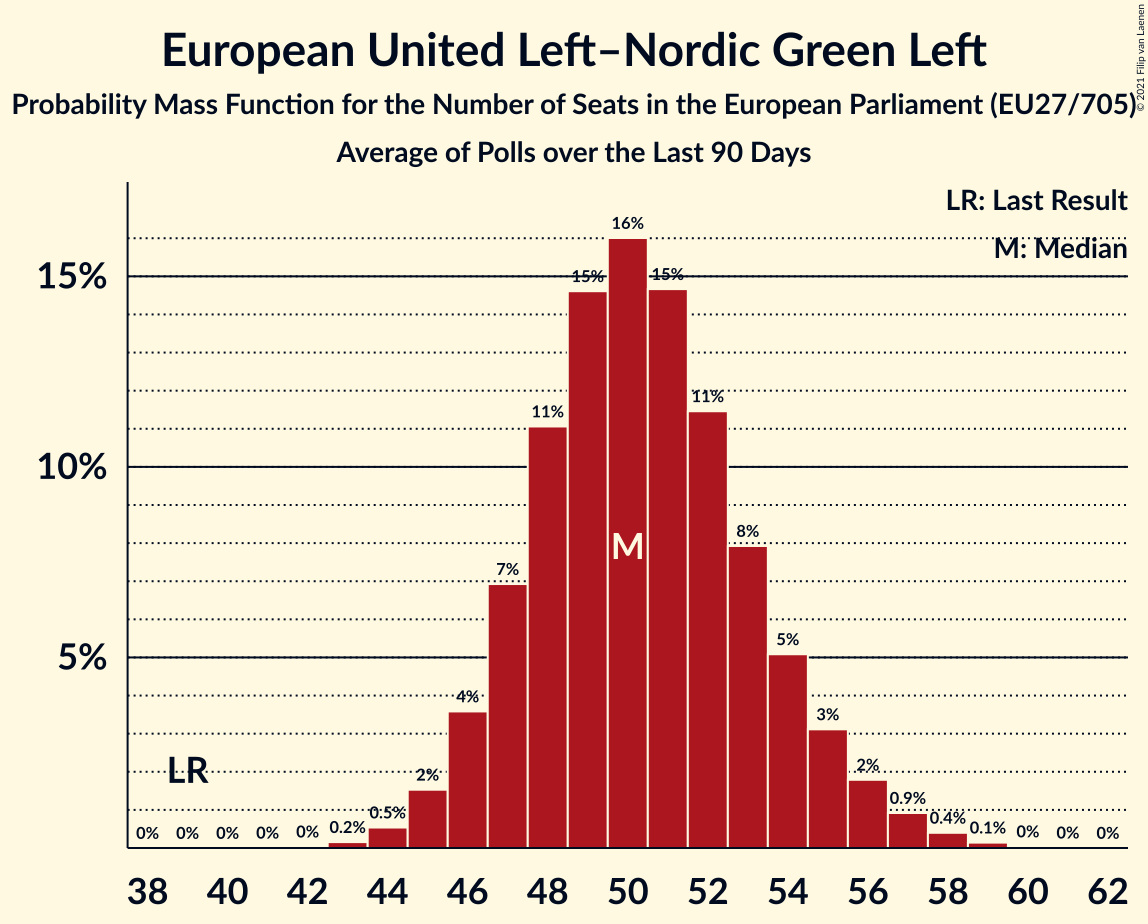 European United Left–Nordic Green Left
Probability Mass Function for the Number of Seats in the European Parliament (EU27/705)
Average of Polls over the Last 90 Days
© 2021 Filip van Laenen
LR: Last Result
M: Median
15%
10%
5%
0% 0% 0% 0% 0% 0.2% 0.5% 2% 4% 7% 11% 15% 16% 15% 11% 8% 5% 3% 2% 0.9% 0.4% 0.1% 0% 0% 0%
LR
M
38 40 42 44 46 48 50 52 54 56 58 60 62